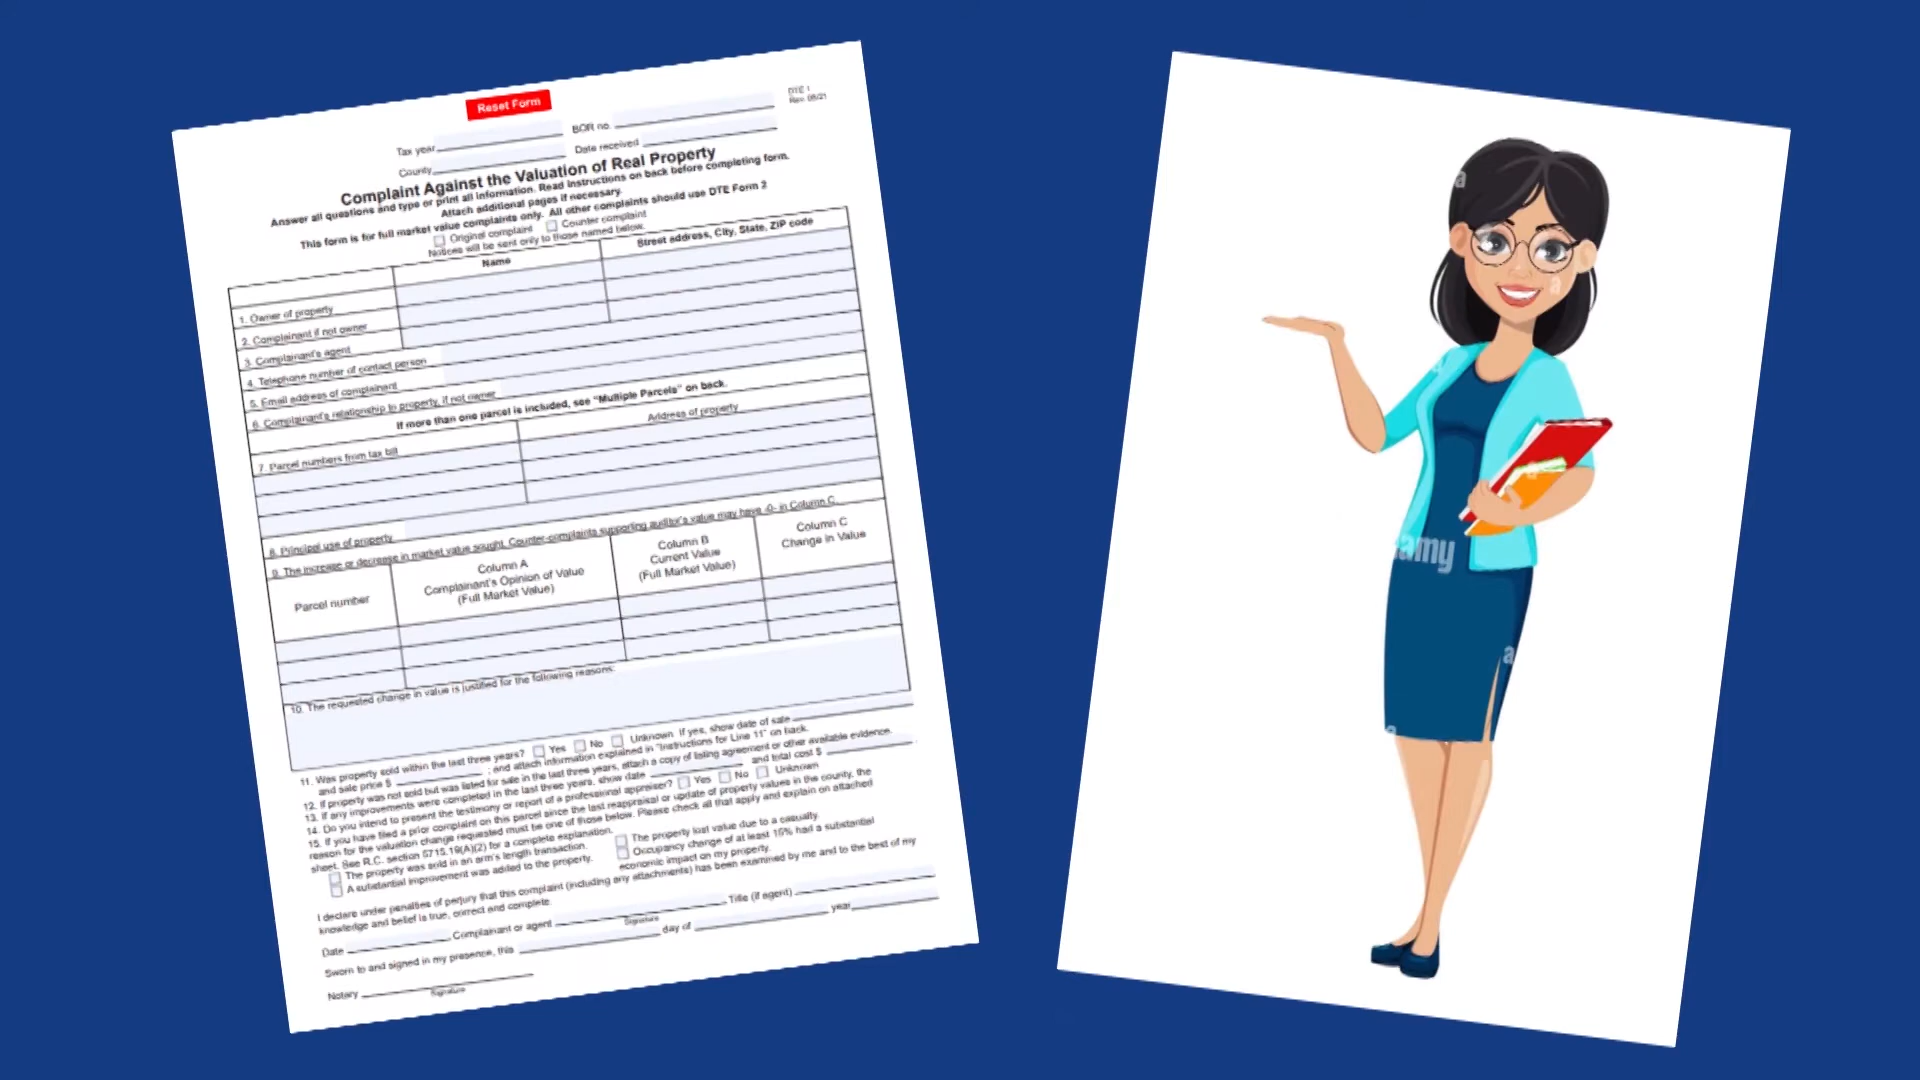 Reset Form
DTE 1
Rev. 08/21
Tax year BOR no.
County Date received
Complaint Against the Valuation of Real Property
Answer all questions and type or print all information. Read instructions on back before completing form.
Attach additional pages if necessary.
This form is for full market value complaints only. All other complaints should use DTE Form 2
Original complaint Counter complaint
Notices will be sent only to those named below.
Name Street address, City, State, ZIP code
1. Owner of property
2. Complainant if not owner
3. Complainant's agent
4. Telephone number of contact person
5. Email address of complainant
6. Complainant's relationship to property, if not owner
If more than one parcel is included, see "Multiple Parcels" on back.
7. Parcel numbers from tax bill Address of property
8. Principal use of property
9. The increase or decrease in market value sought. Counter-complaints supporting auditor's value may have -0- in Column C.
Parcel number
Column A
Complainant's Opinion of Value
(Full Market Value)
Column B
Current Value
(Full Market Value)
Column C
Change in Value
10. The requested change in value is justified for the following reasons:
11. Was property sold within the last three years? Yes No Unknown If yes, show date of sale
and sale price $ ; and attach information explained in "Instructions for Line 11" on back.
12. If property was not sold but was listed for sale in the last three years, attach a copy of listing agreement or other available evidence.
13. If any improvements were completed in the last three years, show date and total cost $ .
14. Do you intend to present the testimony or report of a professional appraiser? Yes No Unknown
15. If you have filed a prior complaint on this parcel since the last reappraisal or update of property values in the county, the
reason for the valuation change requested must be one of those below. Please check all that apply and explain on attached
sheet. See R.C. section 5715.19(A)(2) for a complete explanation.
The property was sold in an arm's length transaction. The property lost value due to a casualty.
A substantial improvement was added to the property. Occupancy change of at least 15% had a substantial
economic impact on my property.
I declare under penalties of perjury that this complaint (including any attachments) has been examined by me and to the best of my
knowledge and belief is true, correct and complete.
Date Complainant or agent Title (if agent)
Signature
Sworn to and signed in my presence, this day of year
Notary
Signature
a
a
amy
a
a